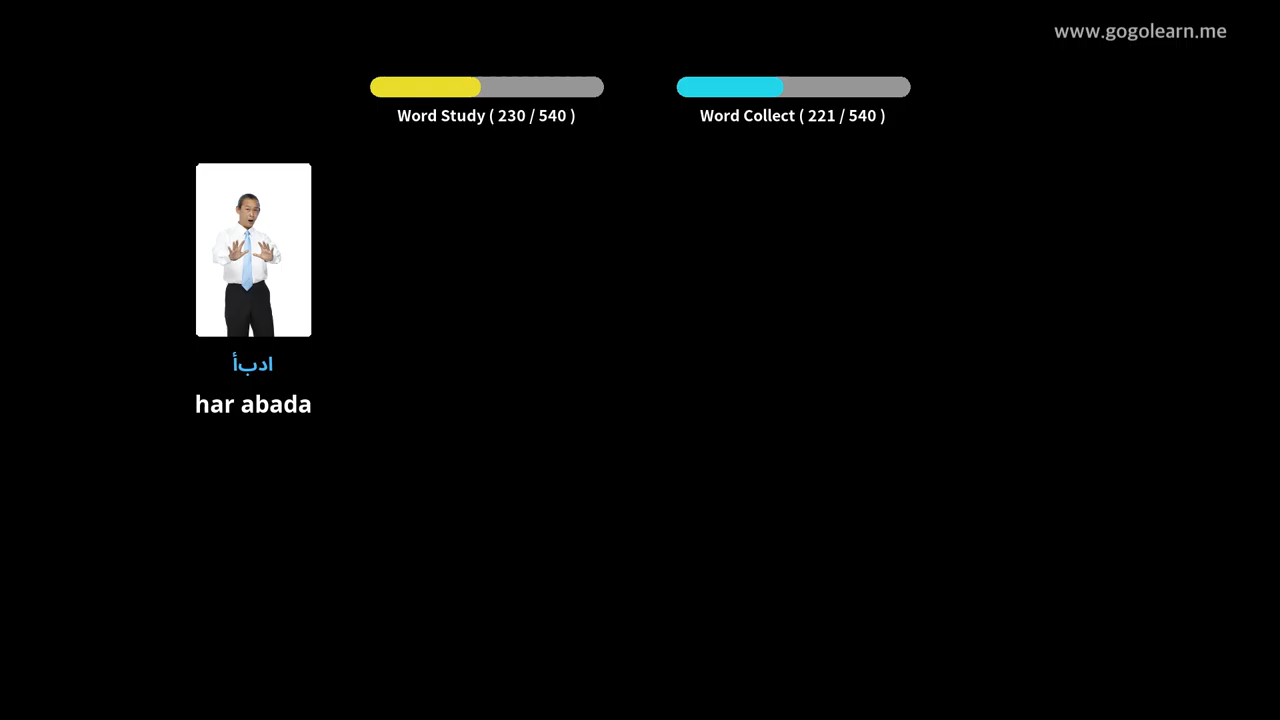 www.gogolearn.me
Word Study ( 230 / 540 )
Word Collect ( 221 / 540 )
ادبأ
har abada